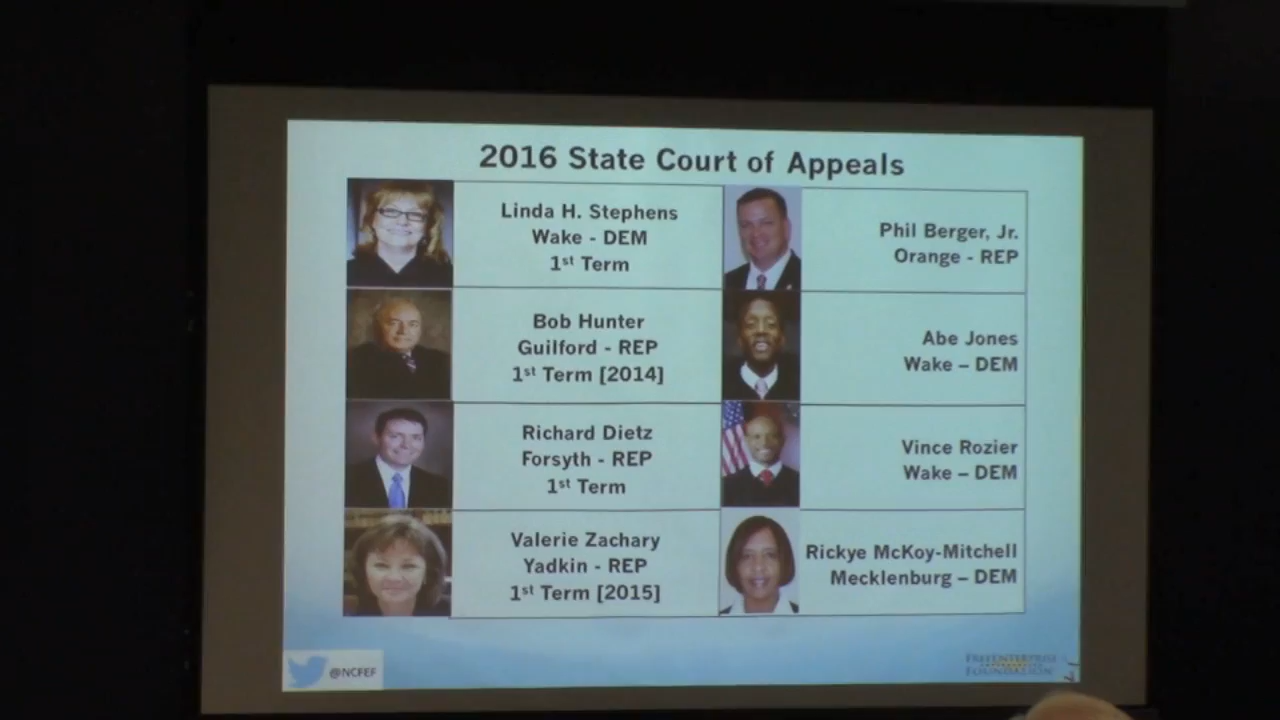 2016 State Court of Appeals
Linda H. Stephens
Wake - DEM
1st Term
Phil Berger, Jr.
Orange - REP
Bob Hunter
Guilford - REP
1st Term [2014]
Abe Jones
Wake – DEM
Richard Dietz
Forsyth - REP
1st Term
Vince Rozier
Wake – DEM
Valerie Zachary
Yadkin - REP
1st Term [2015]
Rickye McKoy-Mitchell
Mecklenburg – DEM
@NCFEF
FREEENTERPRISE
FOUNDATION